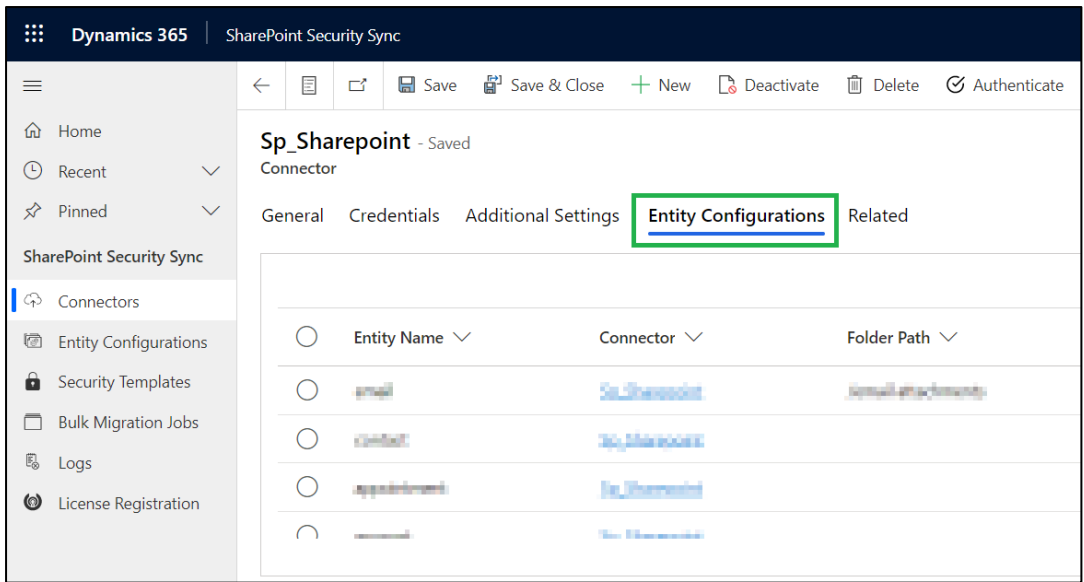 Dynamics 365 | SharePoint Security Sync
Save Save & Close New Deactivate Delete Authenticate
Home
Recent
Pinned
SharePoint Security Sync
Connectors
Entity Configurations
Security Templates
Bulk Migration Jobs
Logs
License Registration
Sp_Sharepoint - Saved
Connector
General Credentials Additional Settings Entity Configurations Related
Entity Name Connector Folder Path